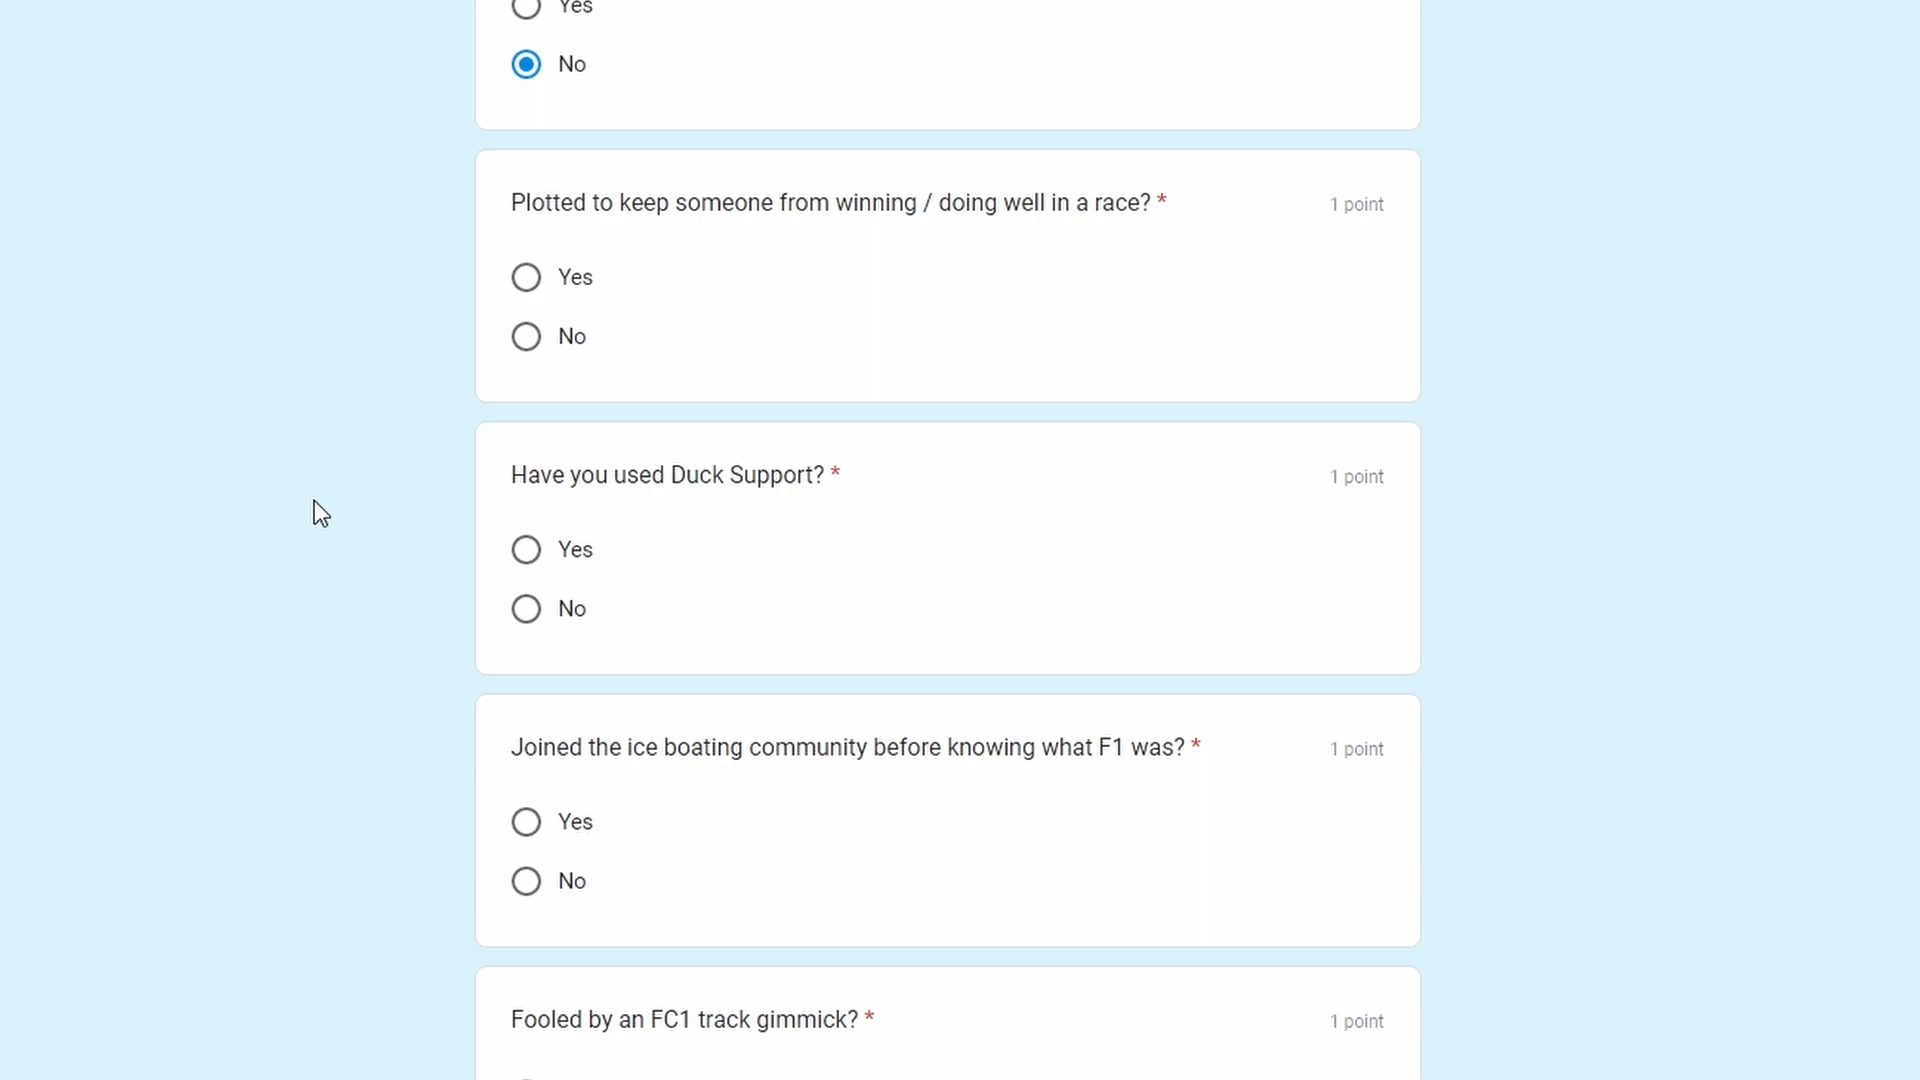 Yes
No
Plotted to keep someone from winning / doing well in a race? * 1 point
Yes
No
Have you used Duck Support? * 1 point
Yes
No
Joined the ice boating community before knowing what F1 was? * 1 point
Yes
No
Fooled by an FC1 track gimmick? * 1 point